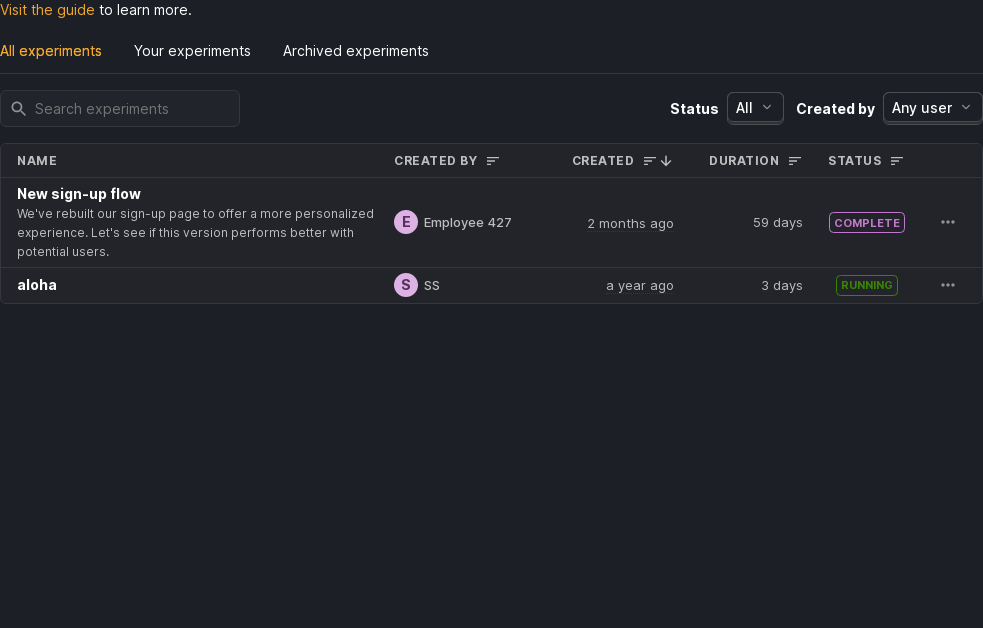 Visit the guide to learn more.
All experiments Your experiments Archived experiments
Search experiments Status All Created by Any user
NAME CREATED BY CREATED DURATION STATUS
New sign-up flow
We've rebuilt our sign-up page to offer a more personalized
experience. Let's see if this version performs better with
potential users.
E Employee 427 2 months ago 59 days COMPLETE
aloha S SS a year ago 3 days RUNNING